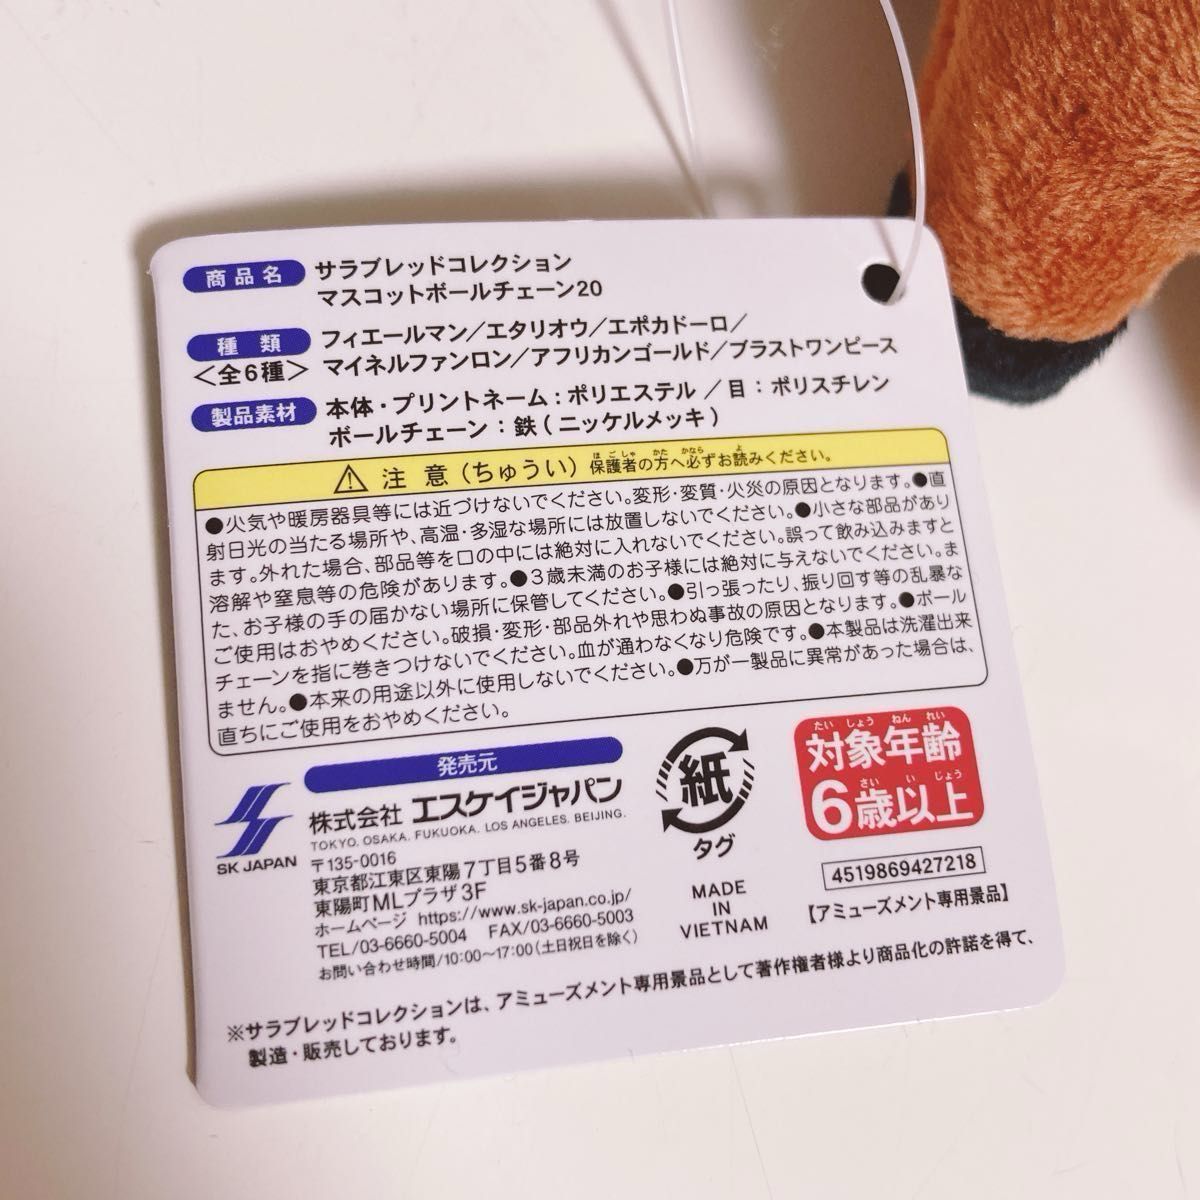 商品名 サラブレッドコレクション
マスコットボールチェーン20
種類 フィエールマン／エタリオウ／エポカドーロ／
＜全6種＞ マイネルファンロン／アフリカンゴールド／ブラストワンピース
製品素材 本体・プリントネーム：ポリエステル ／目：ポリスチレン
ボールチェーン：鉄（ニッケルメッキ）
⚠ 注意（ちゅうい）保護者の方へ必ずお読みください。
●火気や暖房器具等には近づけないでください。変形・変質・火災の原因となります。●直
射日光の当たる場所や、高温・多湿な場所には放置しないでください。●小さな部品があり
ます。外れた場合、部品等を口の中には絶対に入れないでください。誤って飲み込みますと
溶解や窒息等の危険があります。●3歳未満のお子様には絶対に与えないでください。ま
た、お子様の手の届かない場所に保管してください。●引っ張ったり、振り回す等の乱暴な
ご使用はおやめください。破損・変形・部品外れや思わぬ事故の原因となります。●ボール
チェーンを指に巻きつけないでください。血が通わなくなり危険です。●本製品は洗濯出来
ません。●本来の用途以外に使用しないでください。●万が一製品に異常があった場合は、
直ちにご使用をおやめください。
発売元
SK JAPAN
株式会社 エスケイジャパン
TOKYO. OSAKA. FUKUOKA. LOS ANGELES. BEIJING.
〒135-0016
東京都江東区東陽7丁目5番8号
東陽町MLプラザ3F
ホームページ https://www.sk-japan.co.jp/
TEL/03-6660-5004 FAX/03-6660-5003
お問い合わせ時間/10:00〜17:00（土日祝日を除く）
紙
タグ
MADE
IN
VIETNAM
対象年齢
6歳以上
4519869427218
【アミューズメント専用景品】
※サラブレッドコレクションは、アミューズメント専用景品として著作権者様より商品化の許諾を得て、
製造・販売しております。